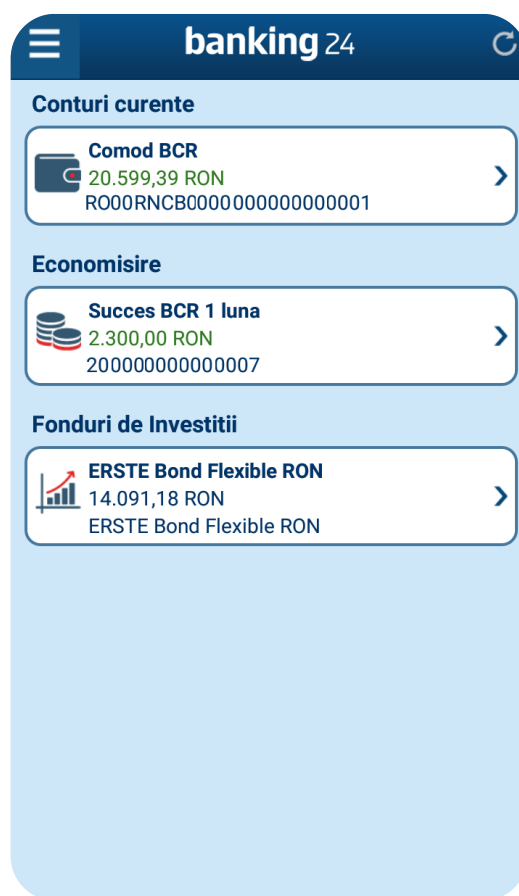 banking 24
Conturi curente
Comod BCR
20.599,39 RON
RO00RNCB0000000000000001
Economisire
Succes BCR 1 luna
2.300,00 RON
200000000000007
Fonduri de Investitii
ERSTE Bond Flexible RON
14.091,18 RON
ERSTE Bond Flexible RON